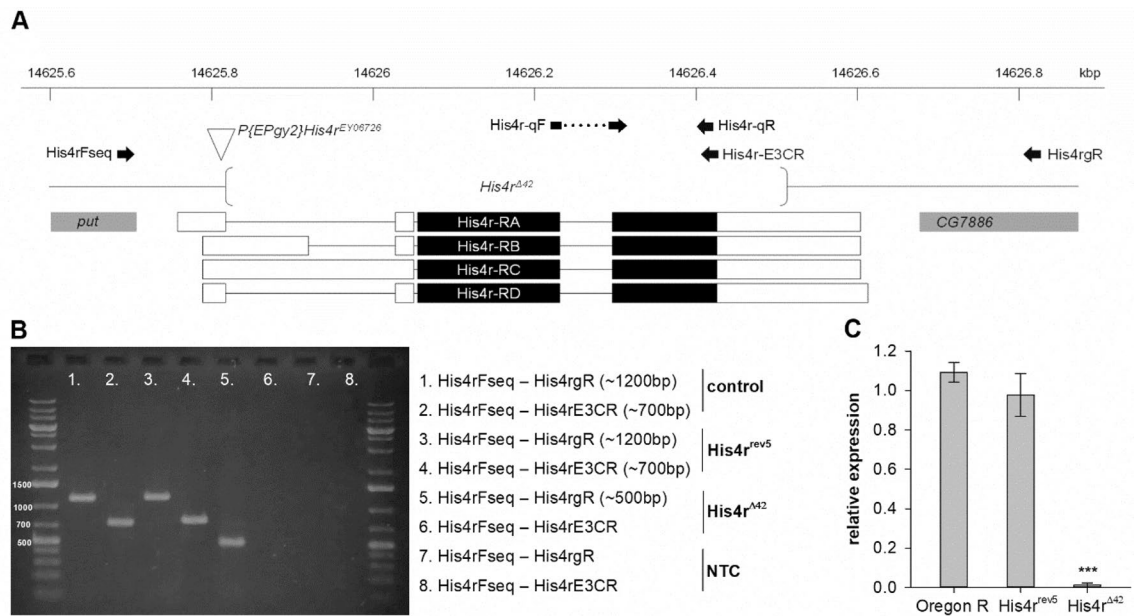 A
14625.6 14625.8 14626 14626.2 14626.4 14626.6 14626.8 kbp
P{EPgy2}His4r^EY06726
His4r-qF
His4r-qR
His4rFseq
His4r-E3CR
His4rgR
His4r^Δ42
put
His4r-RA
CG7886
His4r-RB
His4r-RC
His4r-RD
B
1. 2. 3. 4. 5. 6. 7. 8.
1500
1000
700
500
1. His4rFseq – His4rgR (~1200bp)
2. His4rFseq – His4rE3CR (~700bp)
control
3. His4rFseq – His4rgR (~1200bp)
4. His4rFseq – His4rE3CR (~700bp)
His4r^rev5
5. His4rFseq – His4rgR (~500bp)
6. His4rFseq – His4rE3CR
His4r^Δ42
7. His4rFseq – His4rgR
8. His4rFseq – His4rE3CR
NTC
C
relative expression
1.2
1.0
0.8
0.6
0.4
0.2
0.0
***
Oregon R His4r^rev5 His4r^Δ42